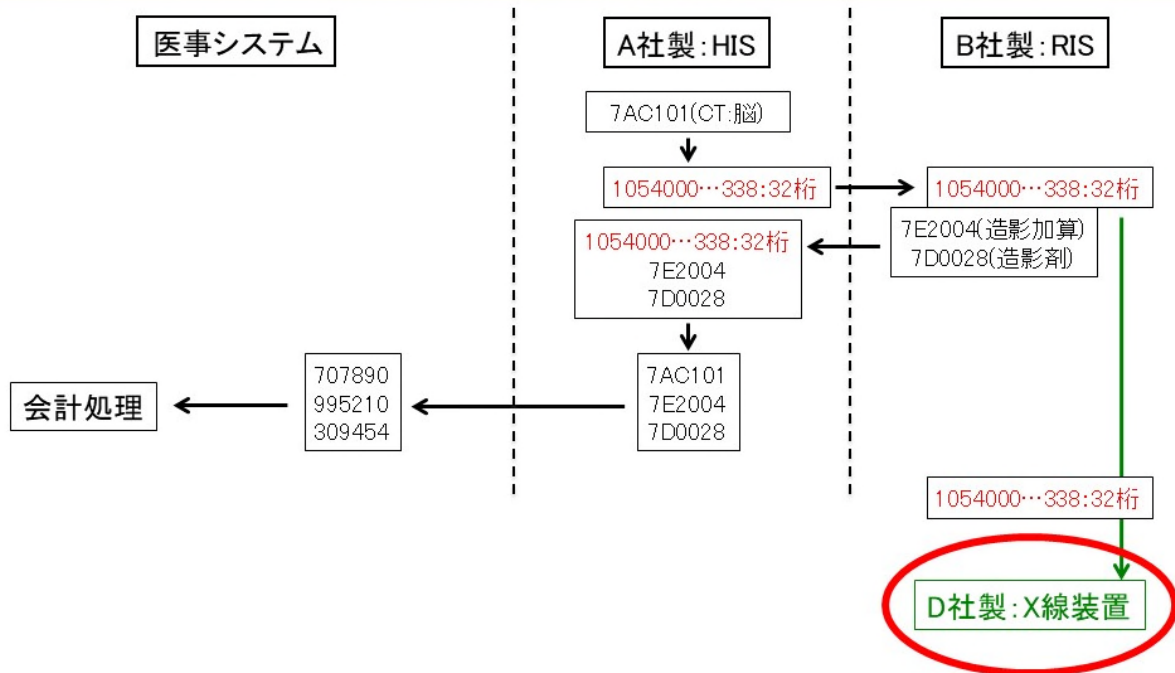 医事システム
A社製:HIS
B社製:RIS
7AC101(CT:脳)
1054000…338:32桁
1054000…338:32桁
7E2004(造影加算)
7D0028(造影剤)
1054000…338:32桁
7E2004
7D0028
7AC101
7E2004
7D0028
707890
995210
309454
会計処理
1054000…338:32桁
D社製:X線装置